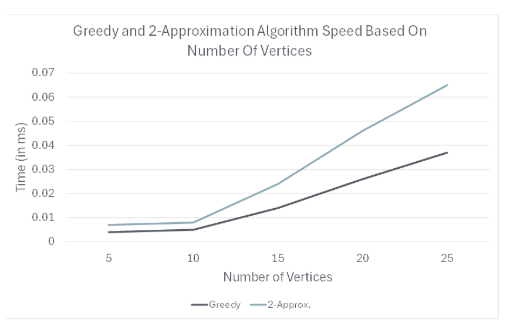 Greedy and 2-Approximation Algorithm Speed Based On
Number Of Vertices
0.07
0.06
0.05
0.04
0.03
0.02
0.01
0
Time (in ms)
5 10 15 20 25
Number of Vertices
Greedy 2-Approx.